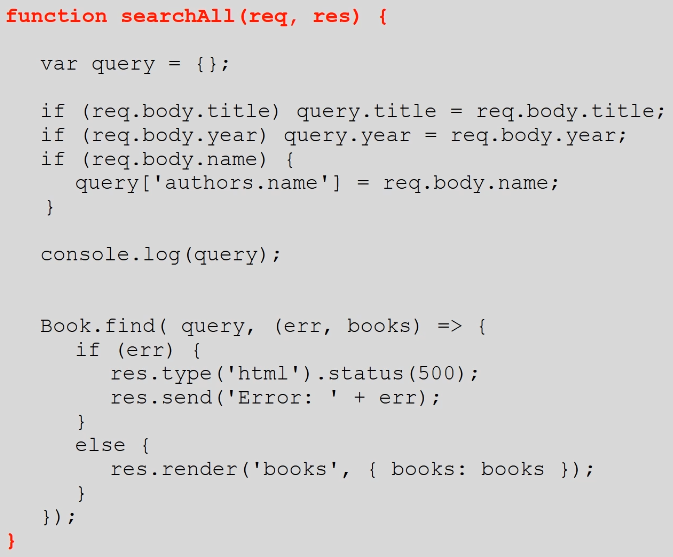 function searchAll(req, res) {
var query = {};
if (req.body.title) query.title = req.body.title;
if (req.body.year) query.year = req.body.year;
if (req.body.name) {
query['authors.name'] = req.body.name;
}
console.log(query);
Book.find( query, (err, books) => {
if (err) {
res.type('html').status(500);
res.send('Error: ' + err);
}
else {
res.render('books', { books: books });
}
});
}